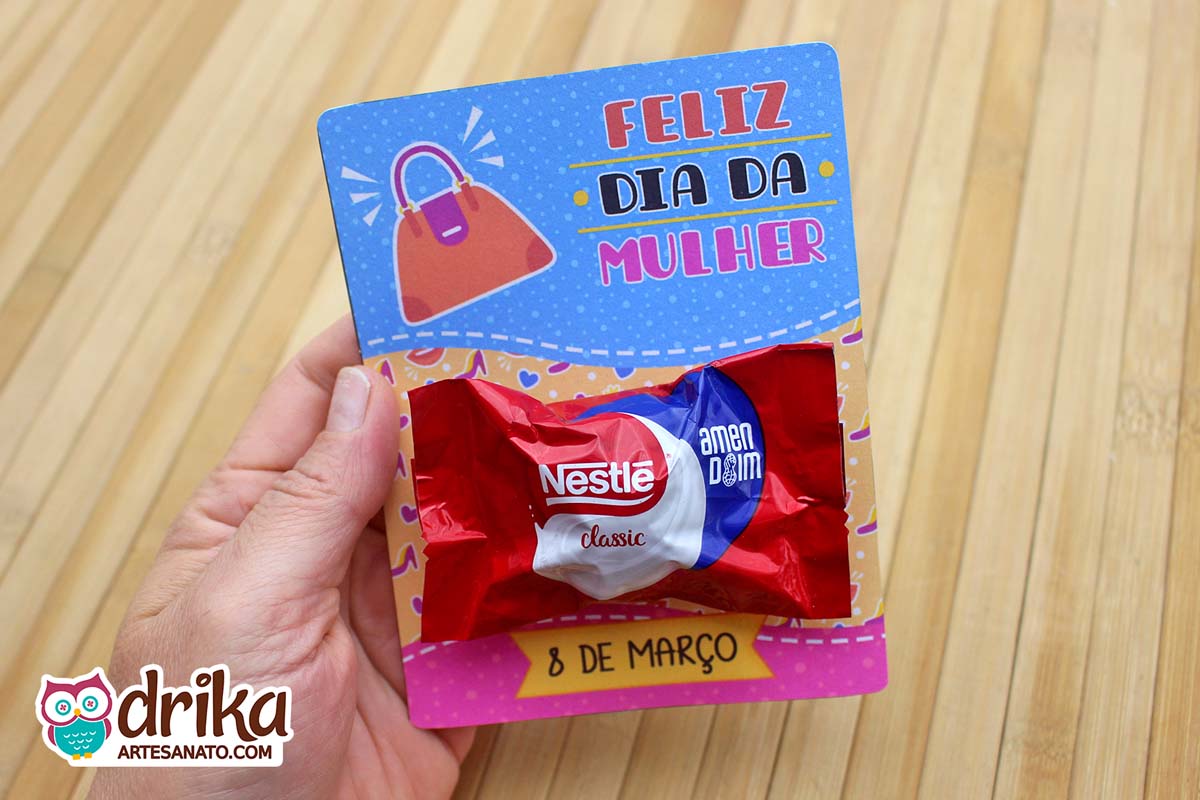 FELIZ
DIA DA
MULHER
Nestlé
classic
amen
Doim
8 DE MARÇO
drika
ARTESANATO.COM